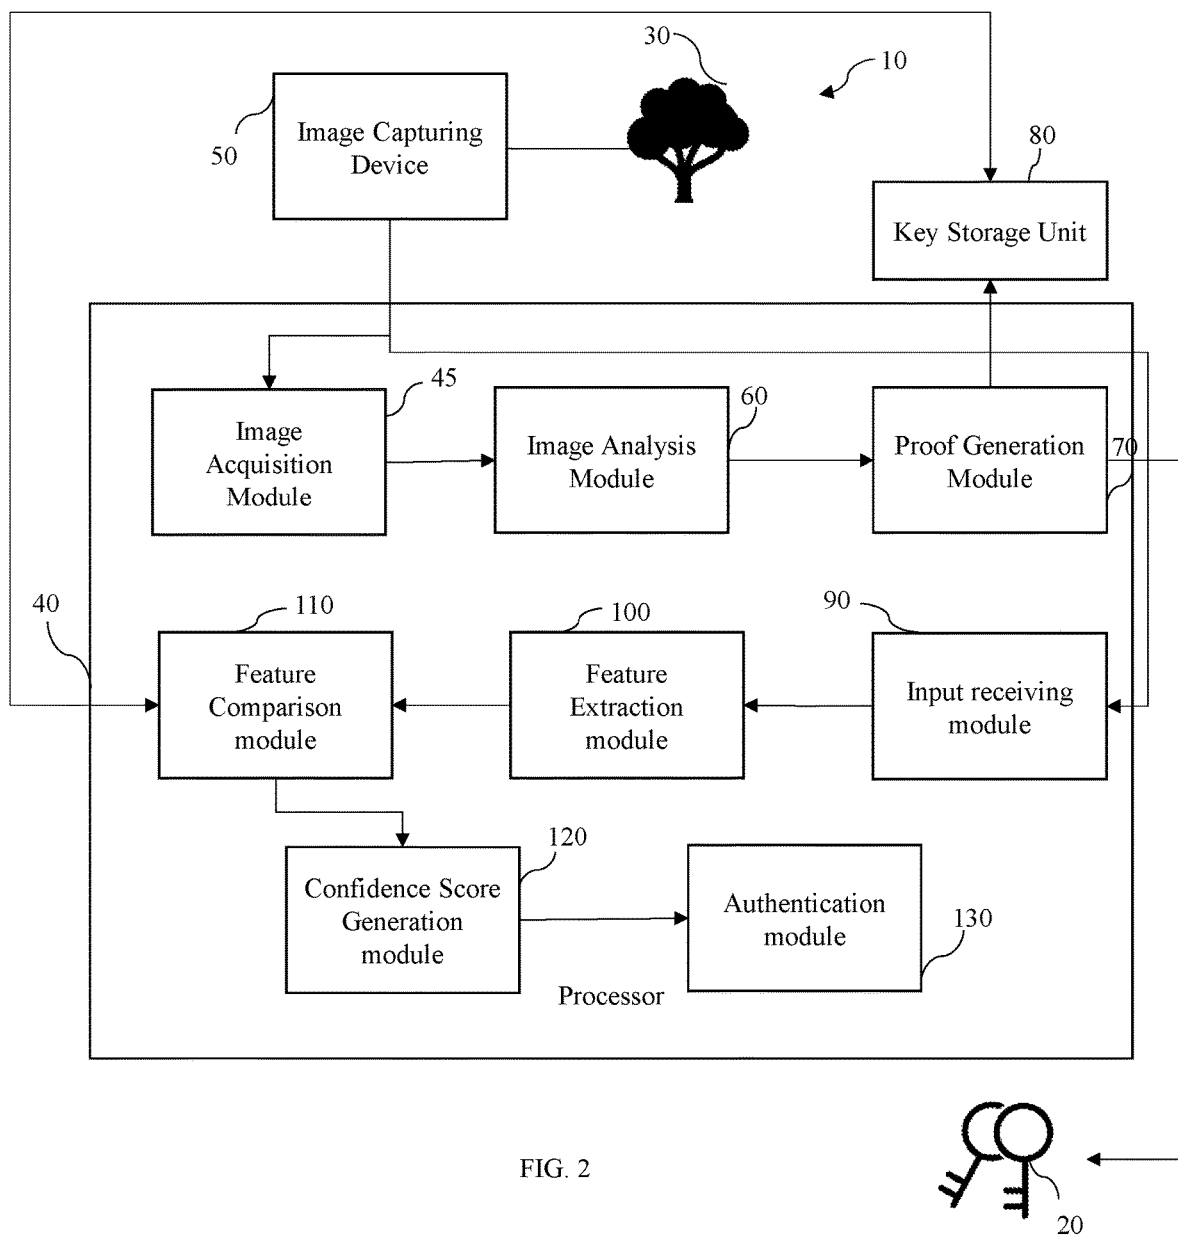 30
10
50
Image Capturing
Device
80
Key Storage Unit
45
Image
Acquisition
Module
60
Image Analysis
Module
70
Proof Generation
Module
40
110
Feature
Comparison
module
100
Feature
Extraction
module
90
Input receiving
module
120
Confidence Score
Generation
module
Authentication
module
130
Processor
FIG. 2
20